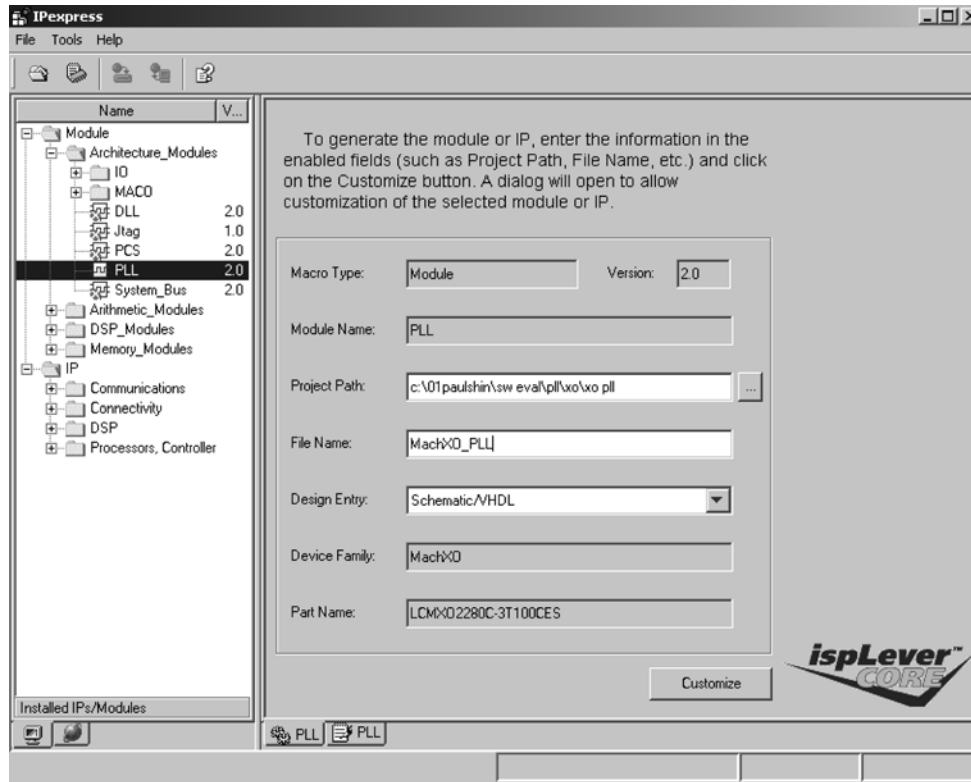 IPexpress
File Tools Help
Name V...
Module
Architecture_Modules
IO
MACO
DLL 2.0
Jtag 1.0
PCS 2.0
PLL 2.0
System_Bus 2.0
Arithmetic_Modules
DSP_Modules
Memory_Modules
IP
Communications
Connectivity
DSP
Processors, Controller
Installed IPs/Modules
To generate the module or IP, enter the information in the
enabled fields (such as Project Path, File Name, etc.) and click
on the Customize button. A dialog will open to allow
customization of the selected module or IP.
Macro Type: Module Version: 2.0
Module Name: PLL
Project Path: c:\01paulshin\sw eval\pll\xo\xo pll ...
File Name: MachXO_PLL
Design Entry: Schematic/VHDL
Device Family: MachXO
Part Name: LCMXO2280C-3T100CES
Customize
ispLever™
CORE
PLL PLL